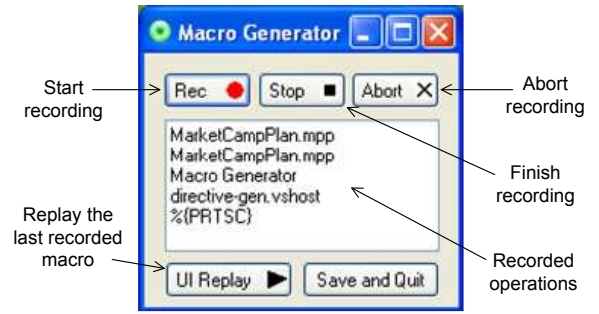 Macro Generator
Start recording
Rec
Stop
Abort
Abort recording
MarketCampPlan.mpp
MarketCampPlan.mpp
Macro Generator
directive-gen.vshost
%{PRTSC}
Finish recording
Replay the last recorded macro
Recorded operations
UI Replay
Save and Quit